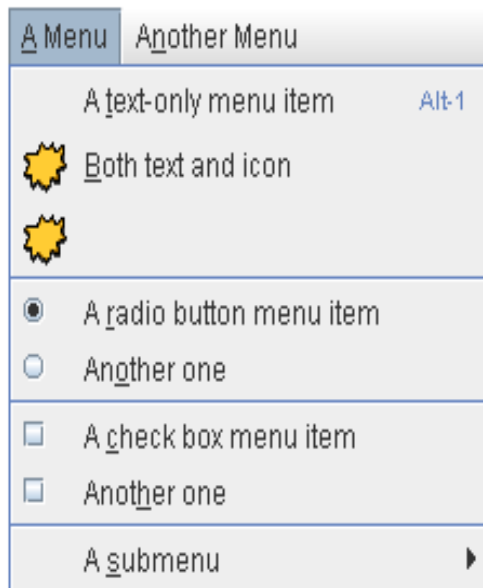 A Menu Another Menu
A text-only menu item Alt-1
Both text and icon
A radio button menu item
Another one
A check box menu item
Another one
A submenu